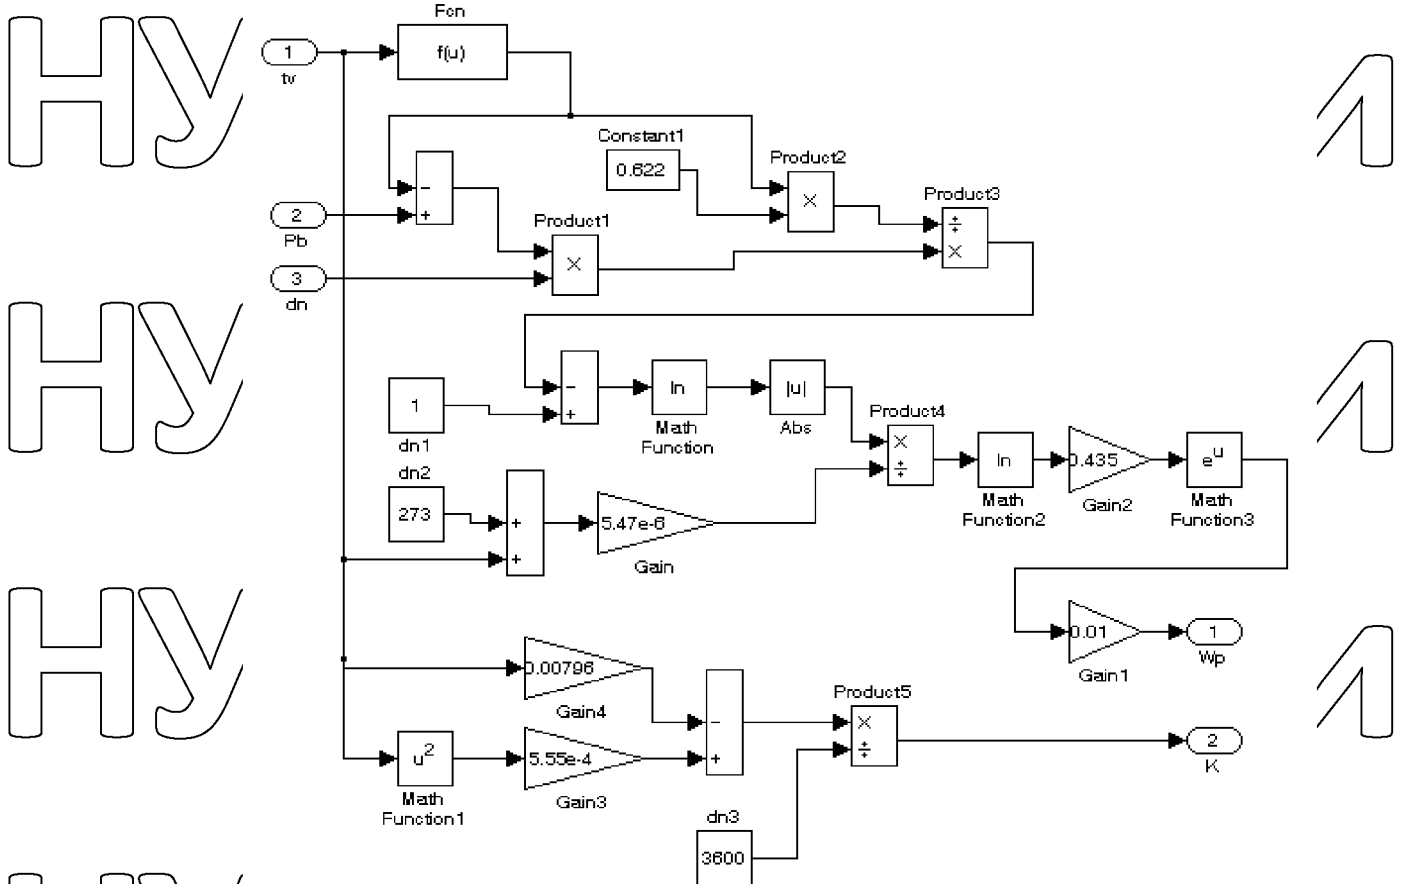 НУ
Fcn
1
f(u)
tv
Constant1
0.622
Product2
×
Product3
÷
×
-
+
2
Pb
Product1
×
3
dn
НУ
1
dn1
-
+
ln
Math
Function
|u|
Abs
Product4
×
÷
ln
Math
Function2
0.435
Gain2
e^u
Math
Function3
dn2
273
+
+
5.47e-6
Gain
НУ
0.01
Gain1
1
Wp
0.00796
Gain4
-
+
Product5
×
÷
2
K
u^2
Math
Function1
5.55e-4
Gain3
dn3
3600